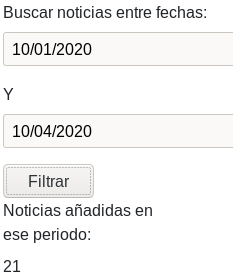 Buscar noticias entre fechas:
10/01/2020
Y
10/04/2020
Filtrar
Noticias añadidas en
ese periodo:
21